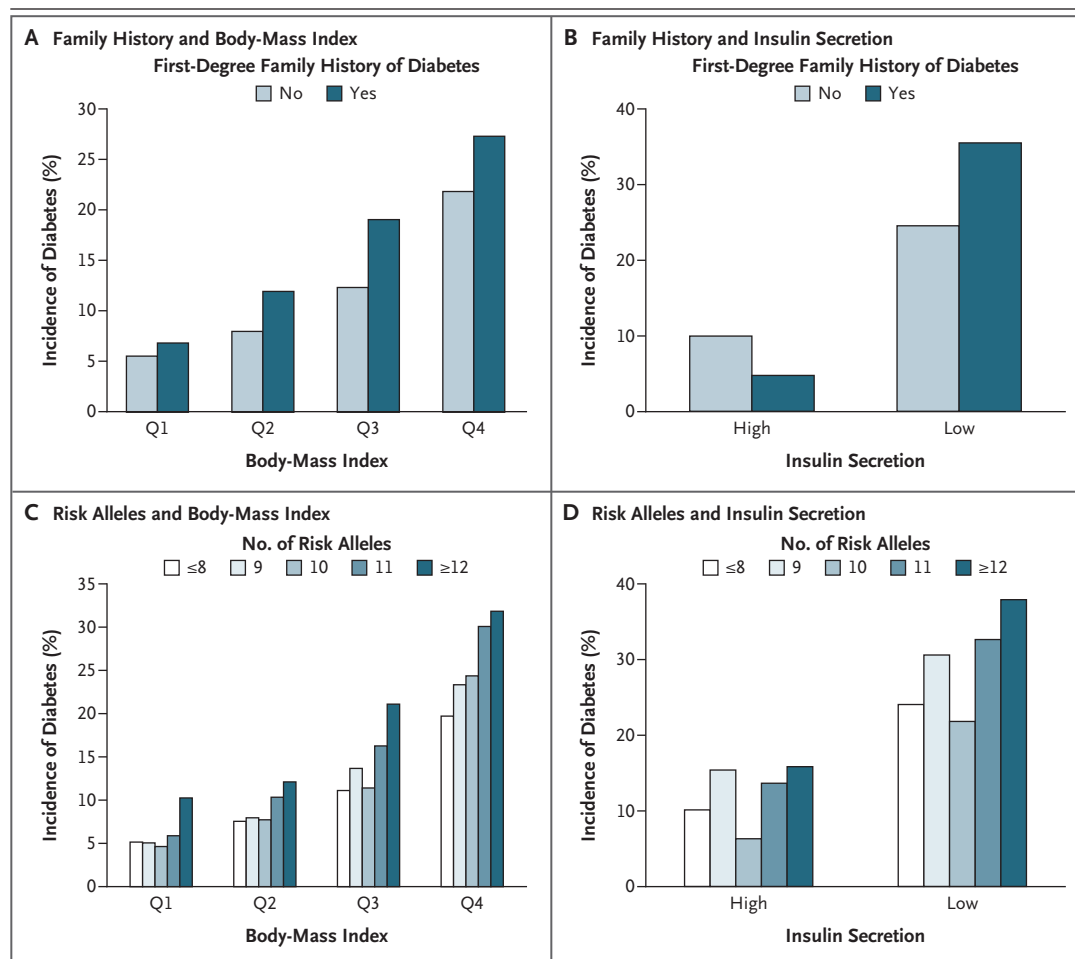 A Family History and Body-Mass Index
First-Degree Family History of Diabetes
No Yes
Incidence of Diabetes (%)
30
25
20
15
10
5
0
Q1 Q2 Q3 Q4
Body-Mass Index
B Family History and Insulin Secretion
First-Degree Family History of Diabetes
No Yes
Incidence of Diabetes (%)
40
30
20
10
0
High Low
Insulin Secretion
C Risk Alleles and Body-Mass Index
No. of Risk Alleles
≤8 9 10 11 ≥12
Incidence of Diabetes (%)
35
30
25
20
15
10
5
0
Q1 Q2 Q3 Q4
Body-Mass Index
D Risk Alleles and Insulin Secretion
No. of Risk Alleles
≤8 9 10 11 ≥12
Incidence of Diabetes (%)
40
30
20
10
0
High Low
Insulin Secretion